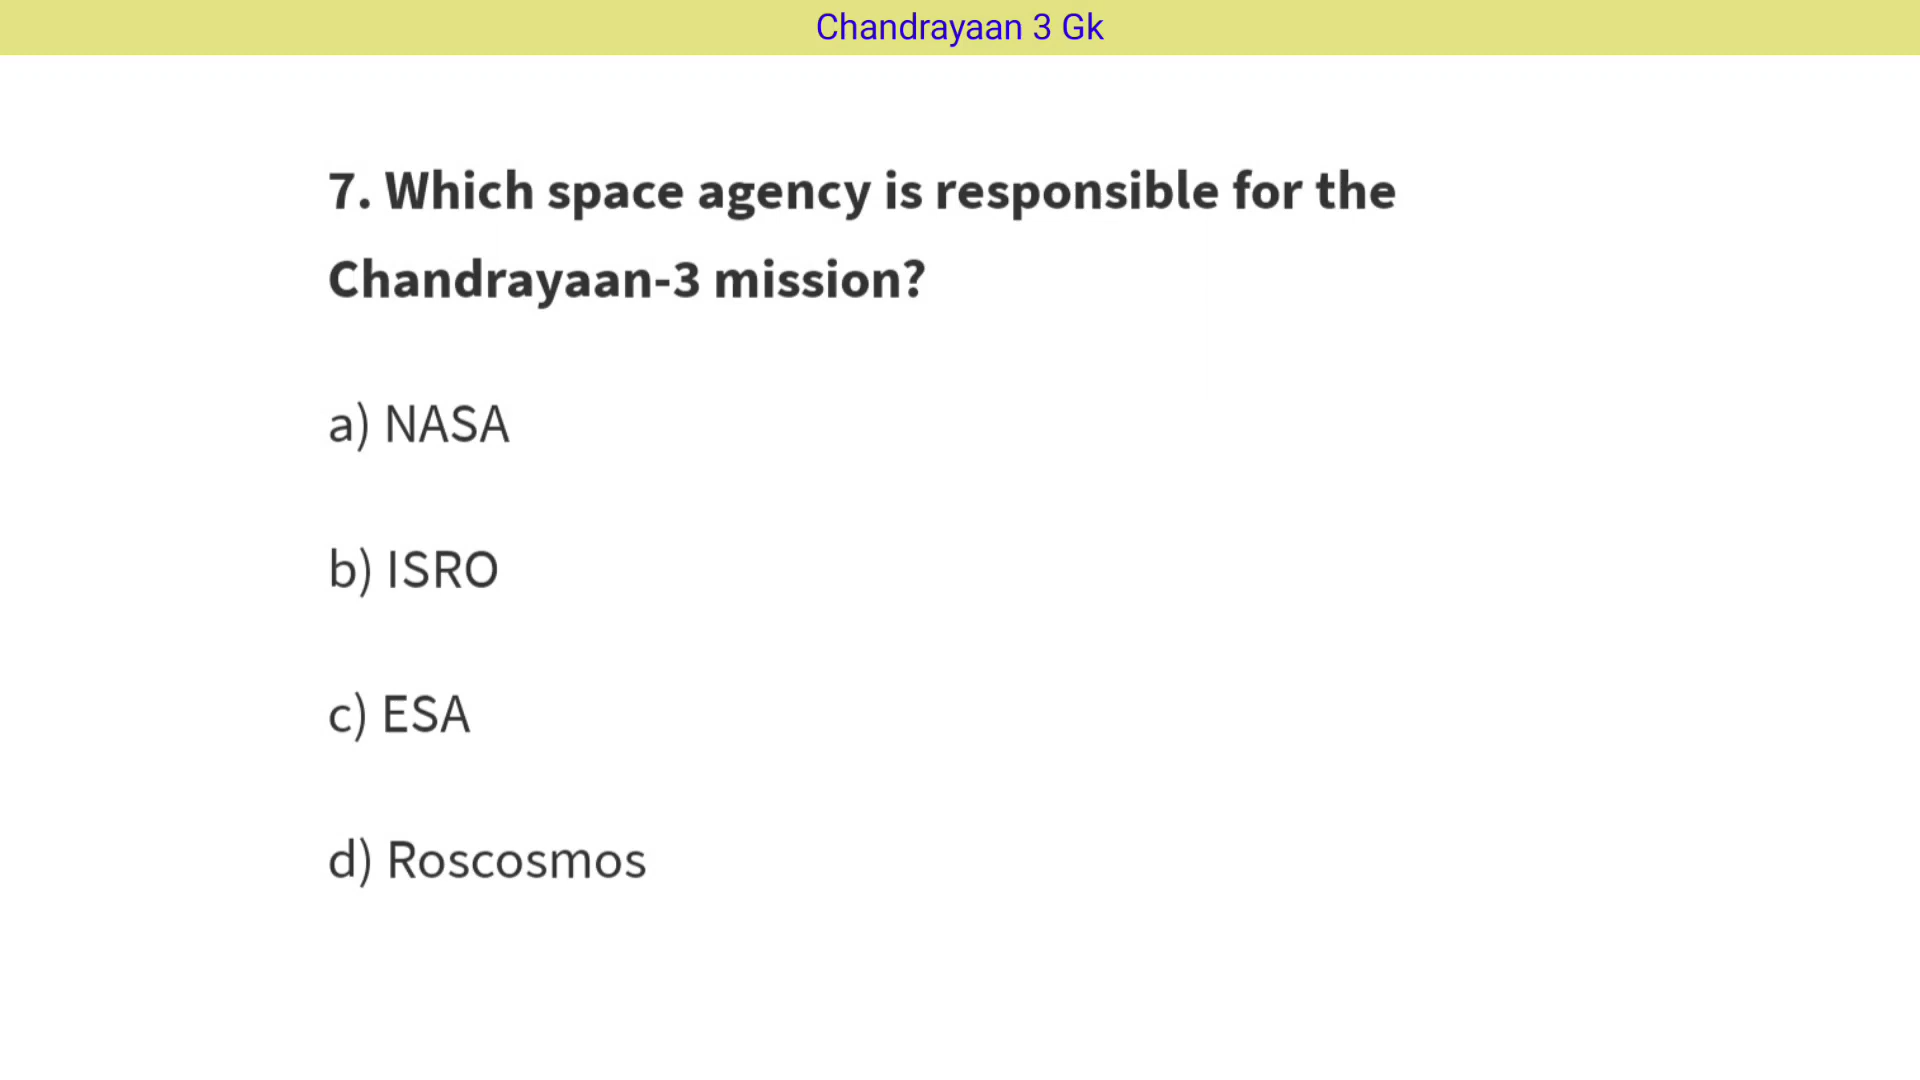 Chandrayaan 3 Gk
7. Which space agency is responsible for the
Chandrayaan-3 mission?
a) NASA
b) ISRO
c) ESA
d) Roscosmos